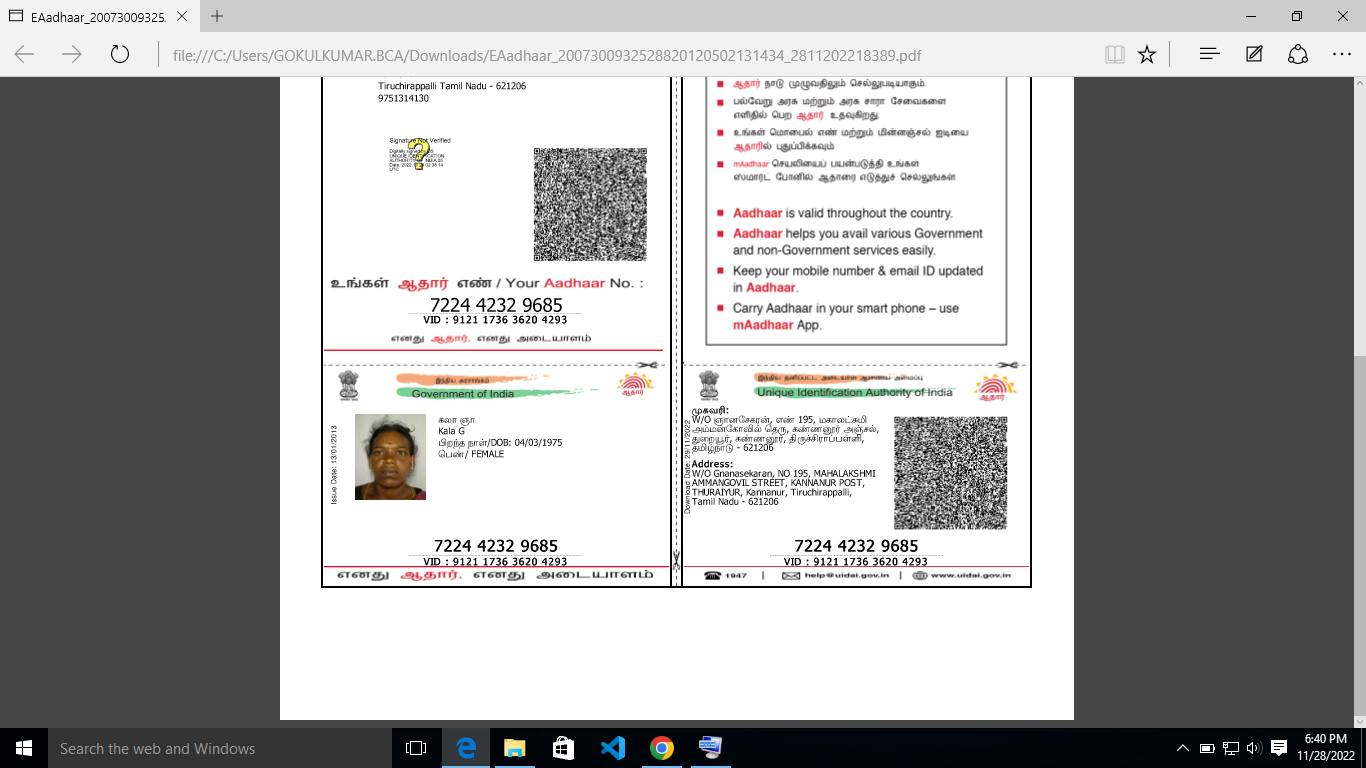 EAadhaar_2007300932528
file:///C:/Users/GOKULKUMAR.BCA/Downloads/EAadhaar_2007300932528820120502131434_2811202218389.pdf
Tiruchirappalli Tamil Nadu - 621206
9751314130
Signature Not Verified
Digitally signed by DS
UNIQUE IDENTIFICATION
AUTHORITY OF INDIA 05
UTC
உங்கள் ஆதார் எண் / Your Aadhaar No. :
7224 4232 9685
VID : 9121 1736 3620 4293
எனது ஆதார், எனது அடையாளம்
ஆதார் நாடு முழுவதிலும் செல்லுபடியாகும்.
பல்வேறு அரசு மற்றும் அரசு சாரா சேவைகளை
எளிதில் பெற ஆதார் உதவுகிறது.
உங்கள் மொபைல் எண் மற்றும் மின்னஞ்சல் ஐடியை
ஆதாரில் புதுப்பிக்கவும்
mAadhaar செயலியைப் பயன்படுத்தி உங்கள்
ஸ்மார்ட் போனில் ஆதாரை எடுத்துச் செல்லுங்கள்
Aadhaar is valid throughout the country.
Aadhaar helps you avail various Government
and non-Government services easily.
Keep your mobile number & email ID updated
in Aadhaar.
Carry Aadhaar in your smart phone – use
mAadhaar App.
இந்திய அரசாங்கம்
Government of India
ஆதார்
Issue Date: 13/01/2013
கலா ஞா
Kala G
பிறந்த நாள்/DOB: 04/03/1975
பெண்/ FEMALE
7224 4232 9685
VID : 9121 1736 3620 4293
எனது ஆதார், எனது அடையாளம்
இந்திய தனிப்பட்ட அடையாள ஆணைய அமைப்பு
Unique Identification Authority of India
ஆதார்
Download Date: 29/11/2022
முகவரி:
W/O ஞானசேகரன், எண் 195, மகாலட்சுமி
அம்மன்கோவில் தெரு, கண்ணனூர் அஞ்சல்,
துறையூர், கண்ணனூர், திருச்சிராப்பள்ளி,
தமிழ்நாடு - 621206
Address:
W/O Gnanasekaran, NO 195, MAHALAKSHMI
AMMANGOVIL STREET, KANNANUR POST,
THURAIYUR, Kannanur, Tiruchirappalli,
Tamil Nadu - 621206
7224 4232 9685
VID : 9121 1736 3620 4293
1947 | help@uidai.gov.in | www.uidai.gov.in
Search the web and Windows
6:40 PM
11/28/2022